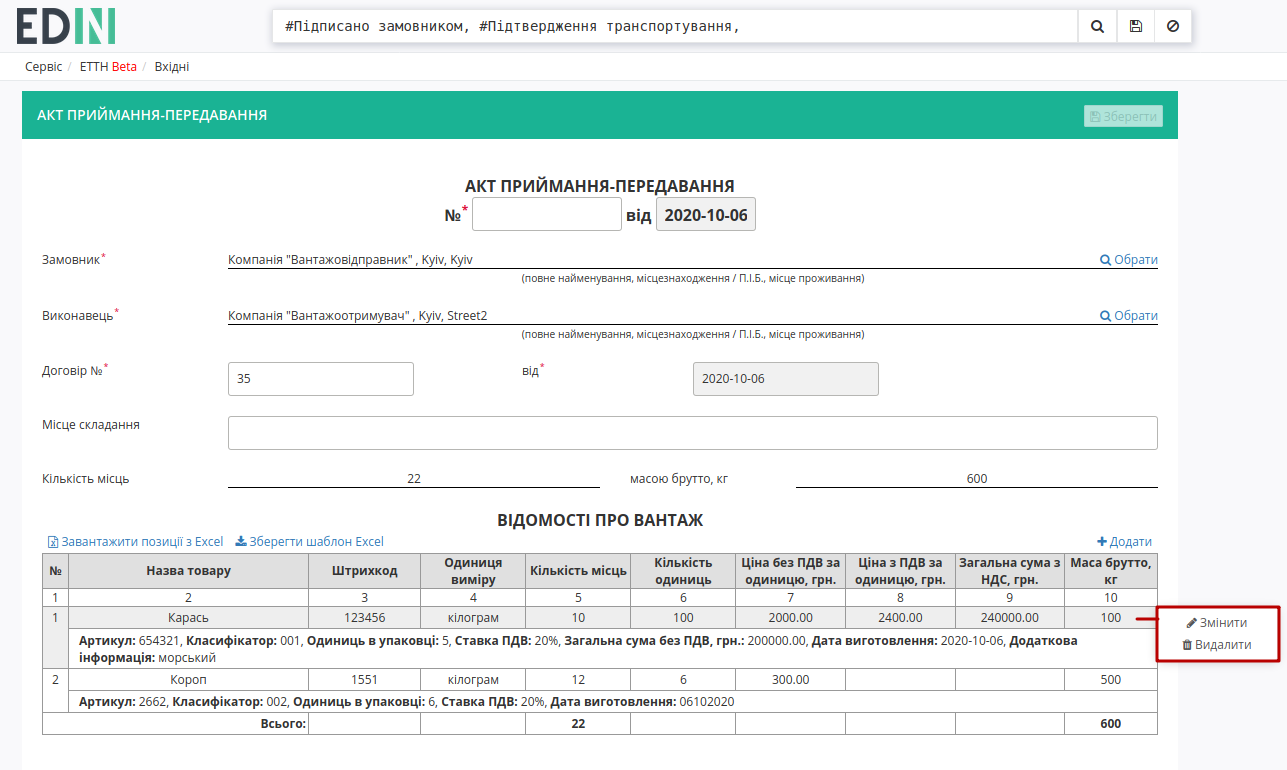 EDIN
#Підписано замовником, #Підтвердження транспортування,
Сервіс / ЕТТН Beta / Вхідні
АКТ ПРИЙМАННЯ-ПЕРЕДАВАННЯ
Зберегти
АКТ ПРИЙМАННЯ-ПЕРЕДАВАННЯ
№* від 2020-10-06
Замовник* Компанія "Вантажовідправник" , Kyiv, Kyiv Обрати
(повне найменування, місцезнаходження / П.І.Б., місце проживання)
Виконавець* Компанія "Вантажоотримувач" , Kyiv, Street2 Обрати
(повне найменування, місцезнаходження / П.І.Б., місце проживання)
Договір №* 35 від* 2020-10-06
Місце складання
Кількість місць 22 масою брутто, кг 600
ВІДОМОСТІ ПРО ВАНТАЖ
Завантажити позиції з Excel Зберегти шаблон Excel Додати
№ Назва товару Штрихкод Одиниця виміру Кількість місць Кількість одиниць Ціна без ПДВ за одиницю, грн. Ціна з ПДВ за одиницю, грн. Загальна сума з НДС, грн. Маса брутто, кг
1 2 3 4 5 6 7 8 9 10
1 Карась 123456 кілограм 10 100 2000.00 2400.00 240000.00 100
Змінити
Видалити
Артикул: 654321, Класифікатор: 001, Одиниць в упаковці: 5, Ставка ПДВ: 20%, Загальна сума без ПДВ, грн.: 200000.00, Дата виготовлення: 2020-10-06, Додаткова
інформація: морський
2 Короп 1551 кілограм 12 6 300.00 500
Артикул: 2662, Класифікатор: 002, Одиниць в упаковці: 6, Ставка ПДВ: 20%, Дата виготовлення: 06102020
Всього: 22 600